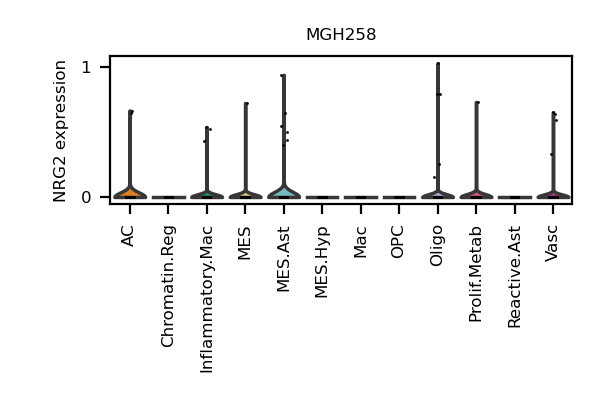 MGH258
NRG2 expression
1
0
AC
Chromatin.Reg
Inflammatory.Mac
MES
MES.Ast
MES.Hyp
Mac
OPC
Oligo
Prolif.Metab
Reactive.Ast
Vasc